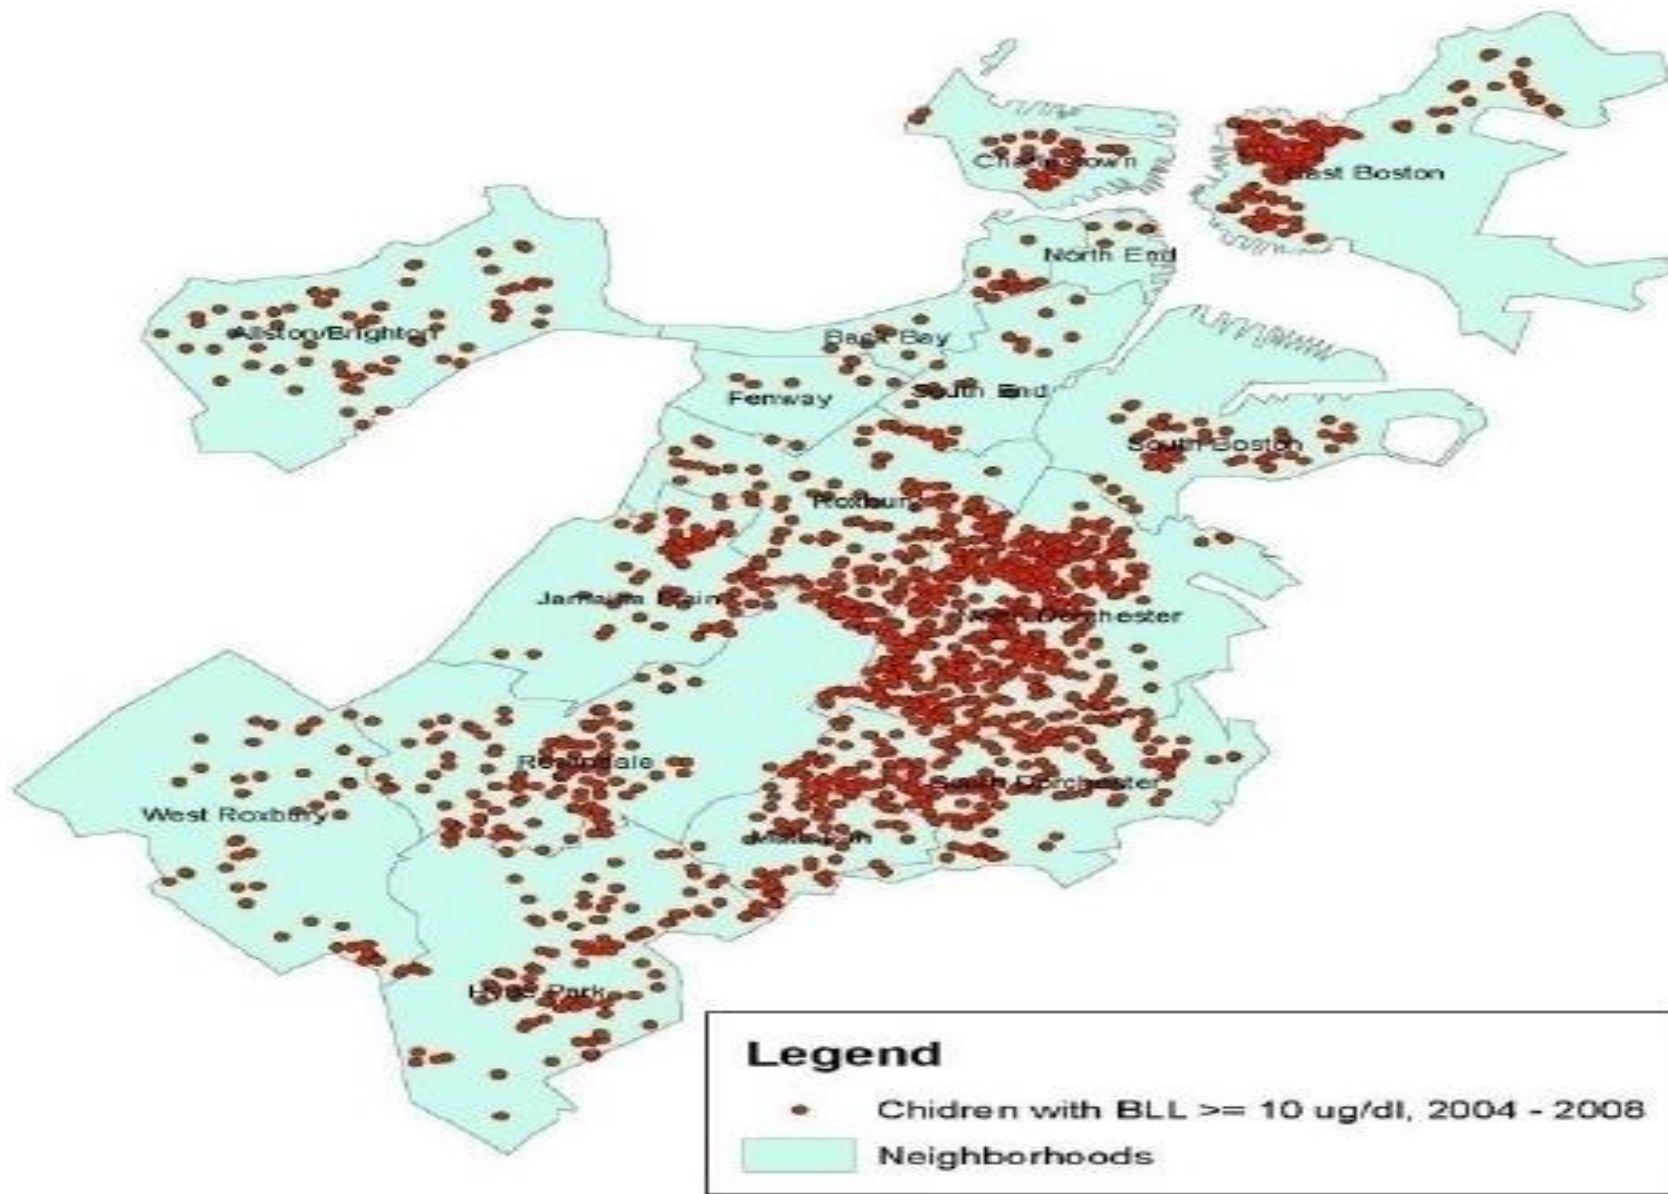 Charlestown
East Boston
North End
Allston/Brighton
Back Bay
South End
Fenway
South Boston
Roxbury
Jamaica Plain
North Dorchester
Roslindale
South Dorchester
West Roxbury
Mattapan
Hyde Park
Legend
Chidren with BLL >= 10 ug/dl, 2004 - 2008
Neighborhoods